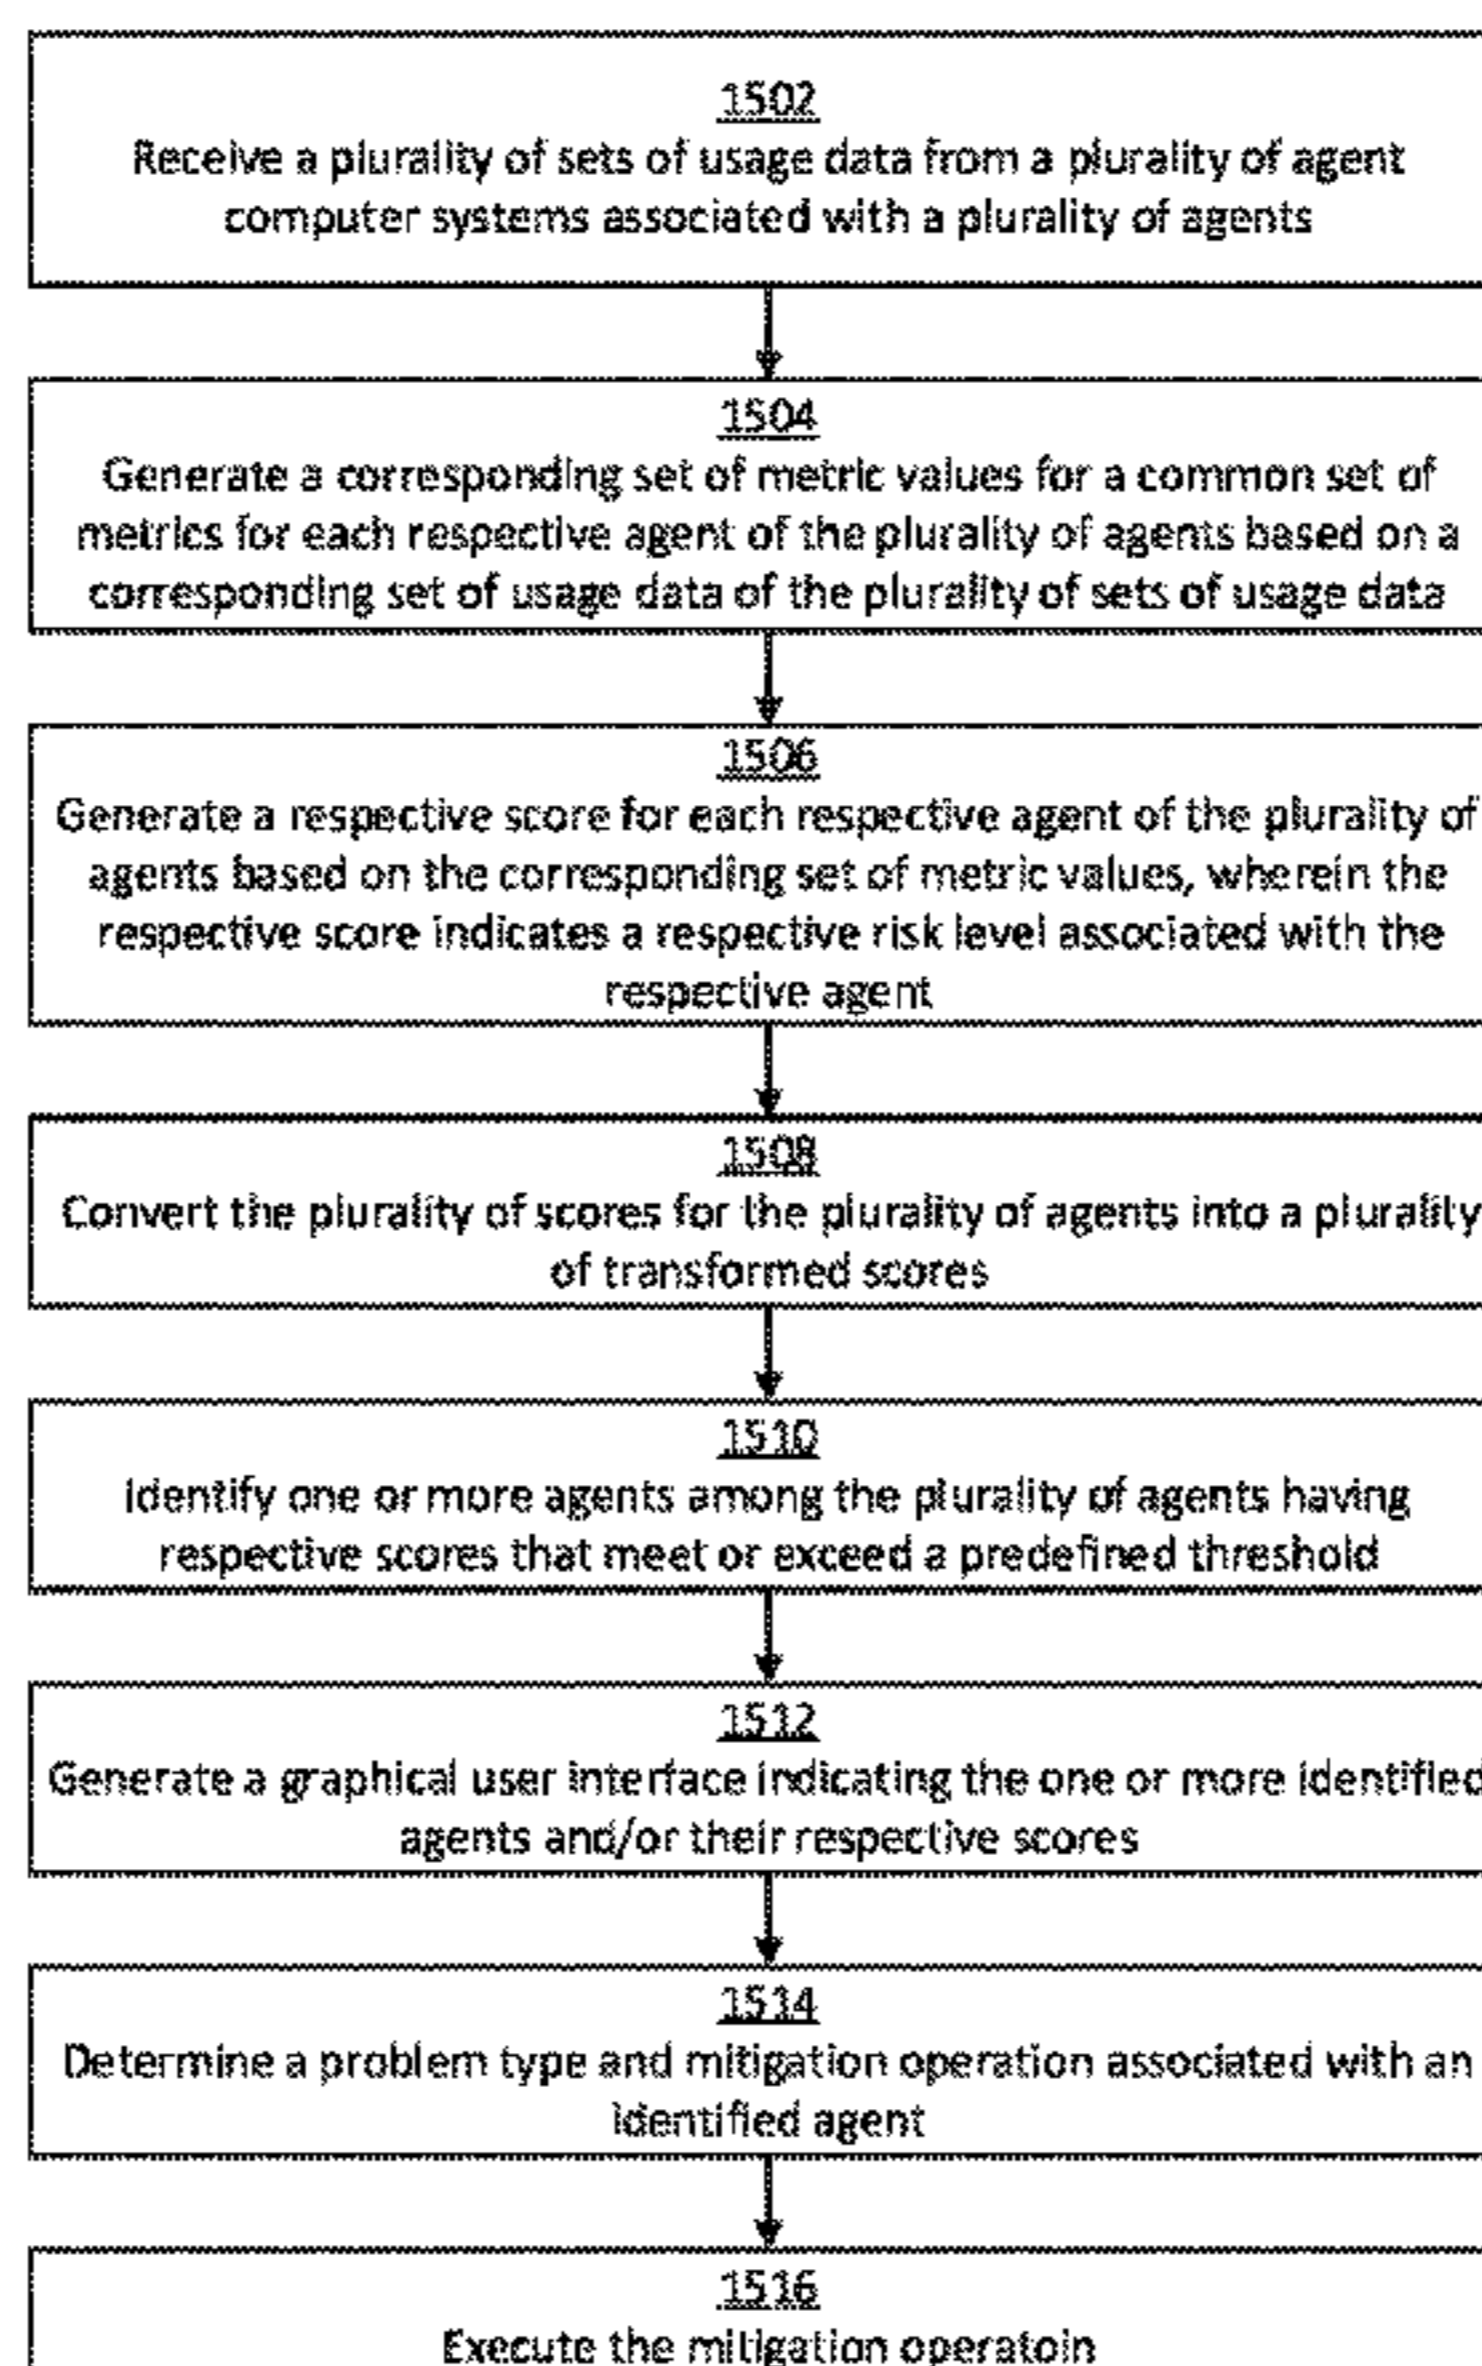 1502
Receive a plurality of sets of usage data from a plurality of agent
computer systems associated with a plurality of agents
1504
Generate a corresponding set of metric values for a common set of
metrics for each respective agent of the plurality of agents based on a
corresponding set of usage data of the plurality of sets of usage data
1506
Generate a respective score for each respective agent of the plurality of
agents based on the corresponding set of metric values, wherein the
respective score indicates a respective risk level associated with the
respective agent
1508
Convert the plurality of scores for the plurality of agents into a plurality
of transformed scores
1510
Identify one or more agents among the plurality of agents having
respective scores that meet or exceed a predefined threshold
1512
Generate a graphical user interface indicating the one or more identified
agents and/or their respective scores
1514
Determine a problem type and mitigation operation associated with an
identified agent
1516
Execute the mitigation operatoin